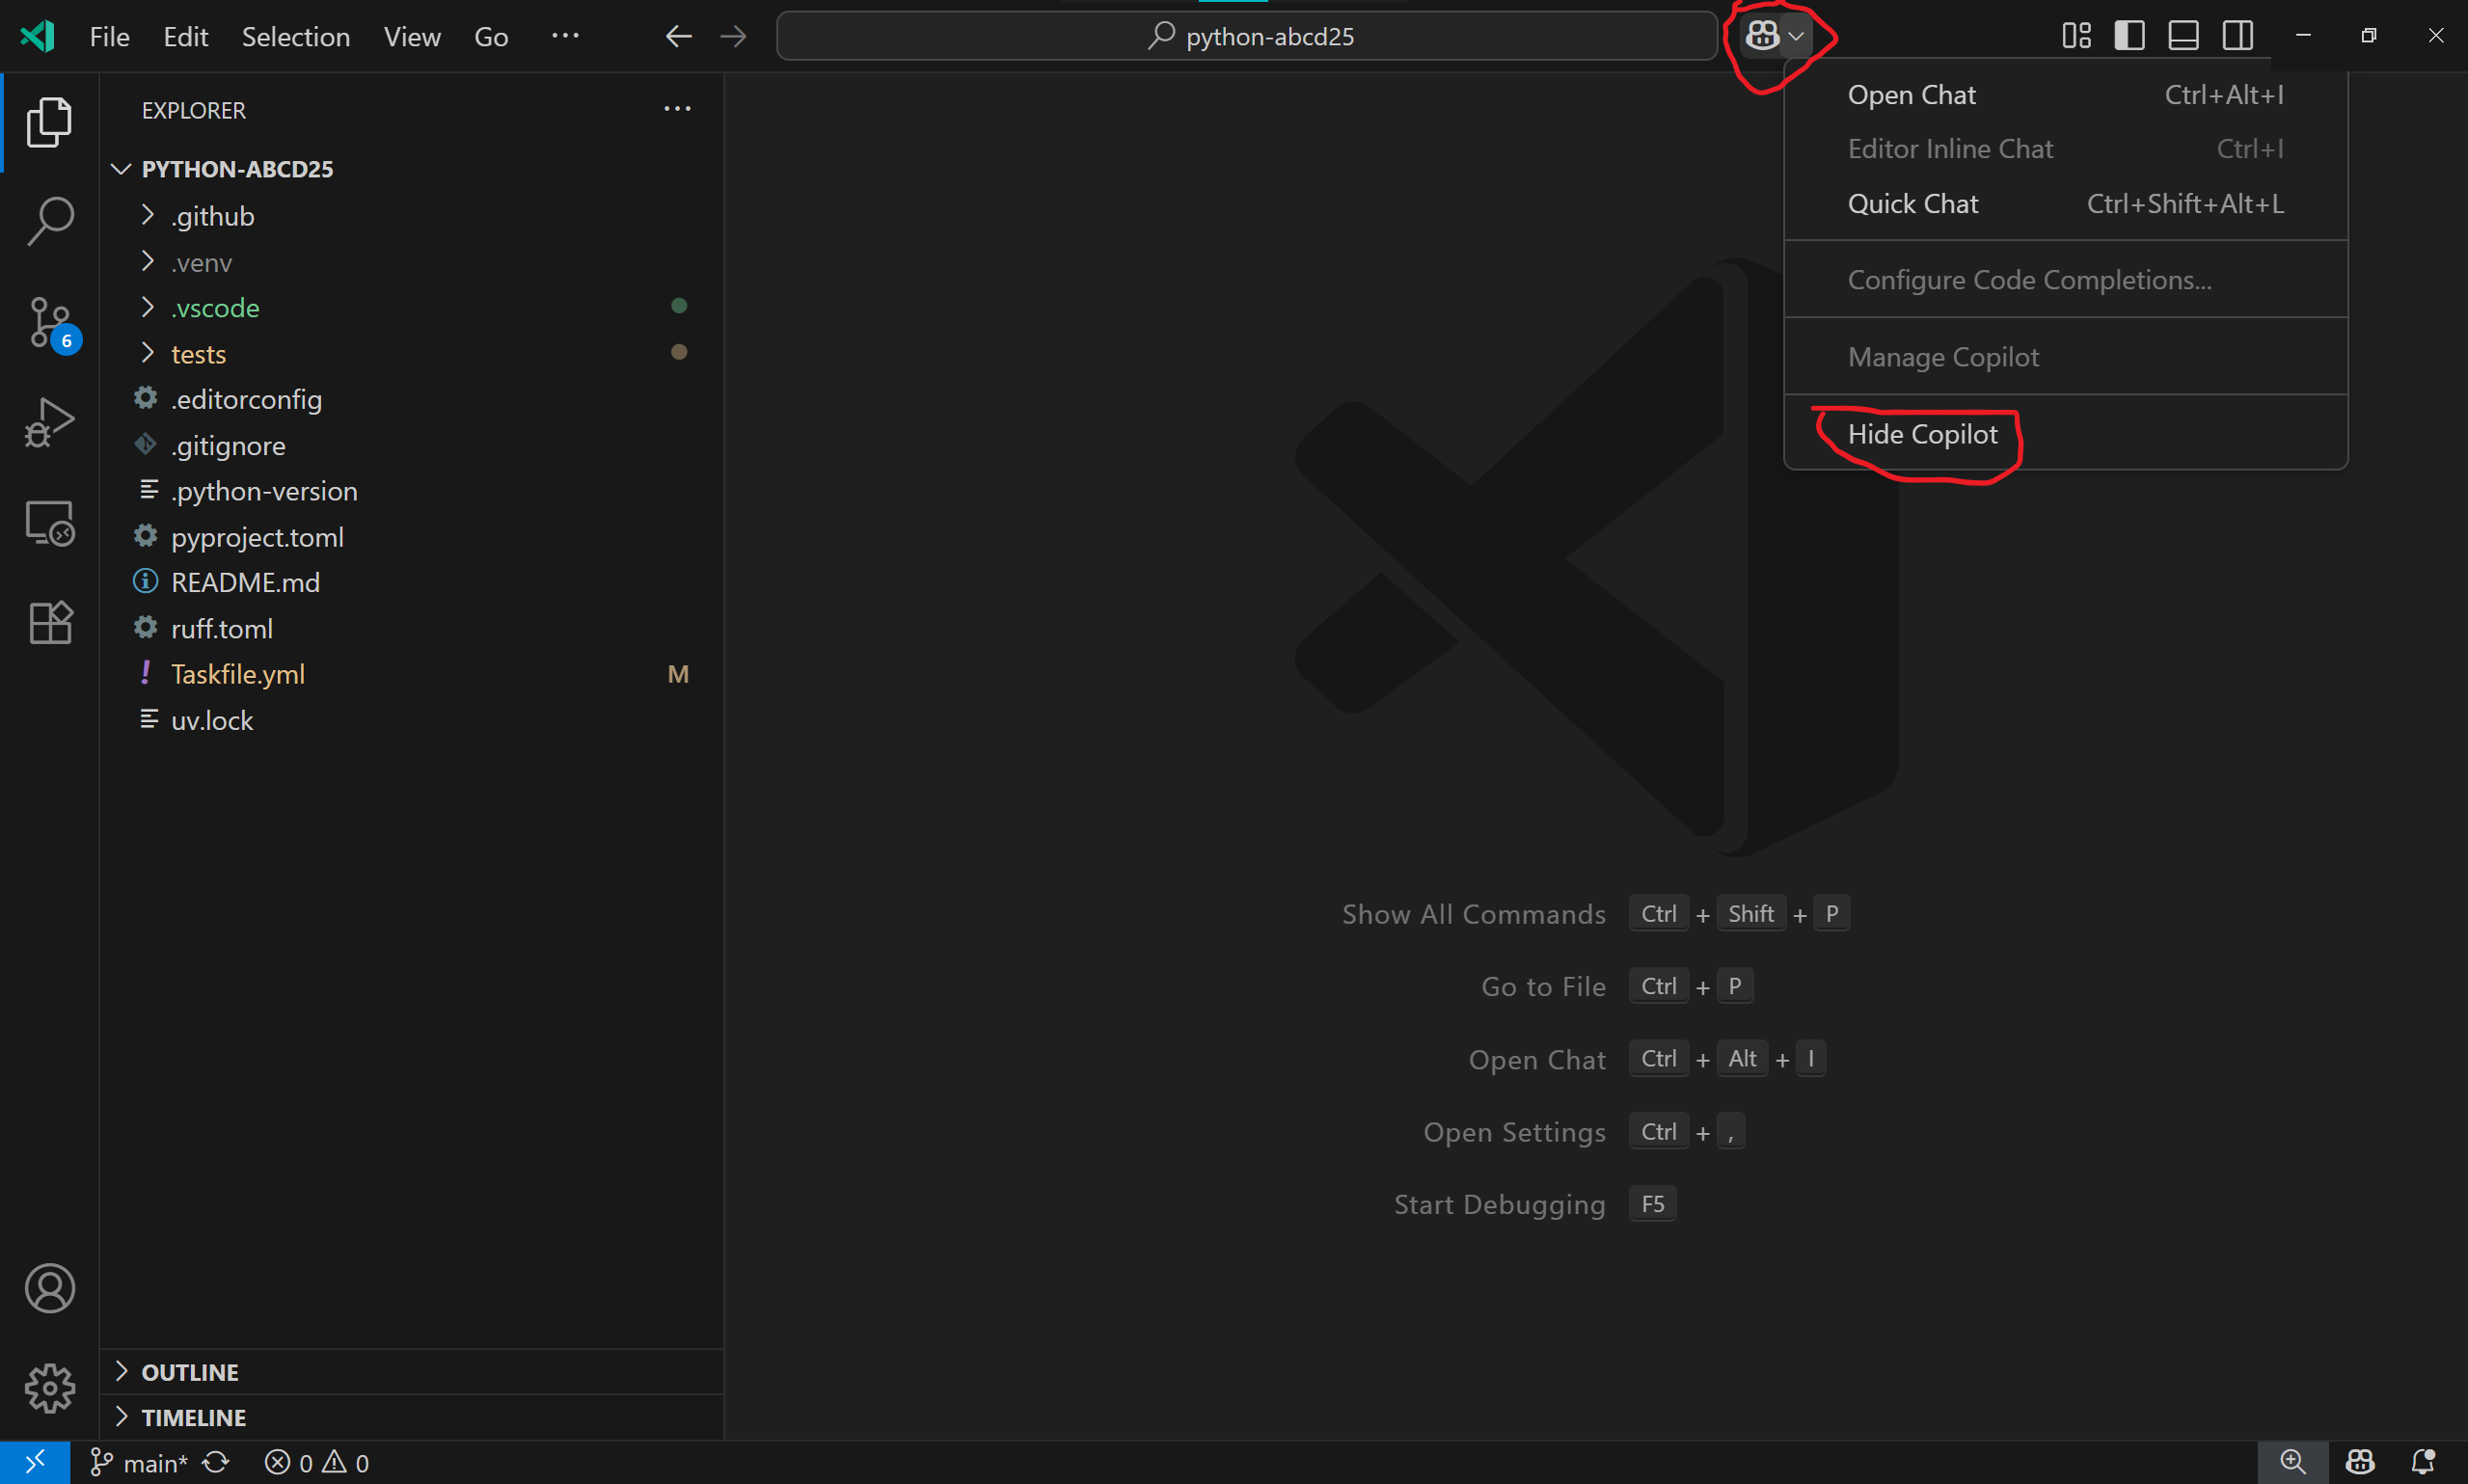 File Edit Selection View Go ···
python-abcd25
EXPLORER ···
PYTHON-ABCD25
.github
.venv
.vscode
tests
.editorconfig
.gitignore
.python-version
pyproject.toml
README.md
ruff.toml
! Taskfile.yml M
uv.lock
6
OUTLINE
TIMELINE
Open Chat Ctrl+Alt+I
Editor Inline Chat Ctrl+I
Quick Chat Ctrl+Shift+Alt+L
Configure Code Completions...
Manage Copilot
Hide Copilot
Show All Commands Ctrl + Shift + P
Go to File Ctrl + P
Open Chat Ctrl + Alt + I
Open Settings Ctrl + ,
Start Debugging F5
main* 0 0